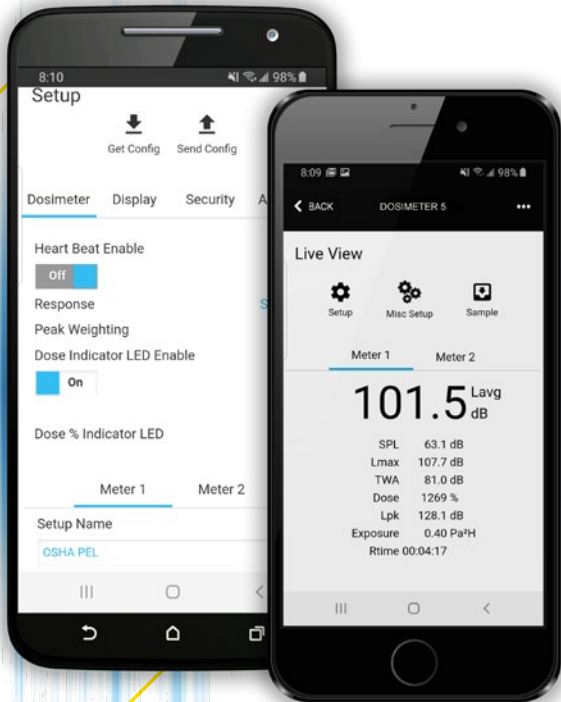 8:10
98%
Setup
Get Config Send Config
Dosimeter Display Security A
Heart Beat Enable
Off
Response S
Peak Weighting
Dose Indicator LED Enable
On
Dose % Indicator LED
Meter 1 Meter 2
Setup Name
OSHA PEL
8:09
98%
BACK DOSIMETER 5
Live View
Setup Misc Setup Sample
Meter 1 Meter 2
101.5 Lavg dB
SPL 63.1 dB
Lmax 107.7 dB
TWA 81.0 dB
Dose 1269 %
Lpk 128.1 dB
Exposure 0.40 Pa²H
Rtime 00:04:17